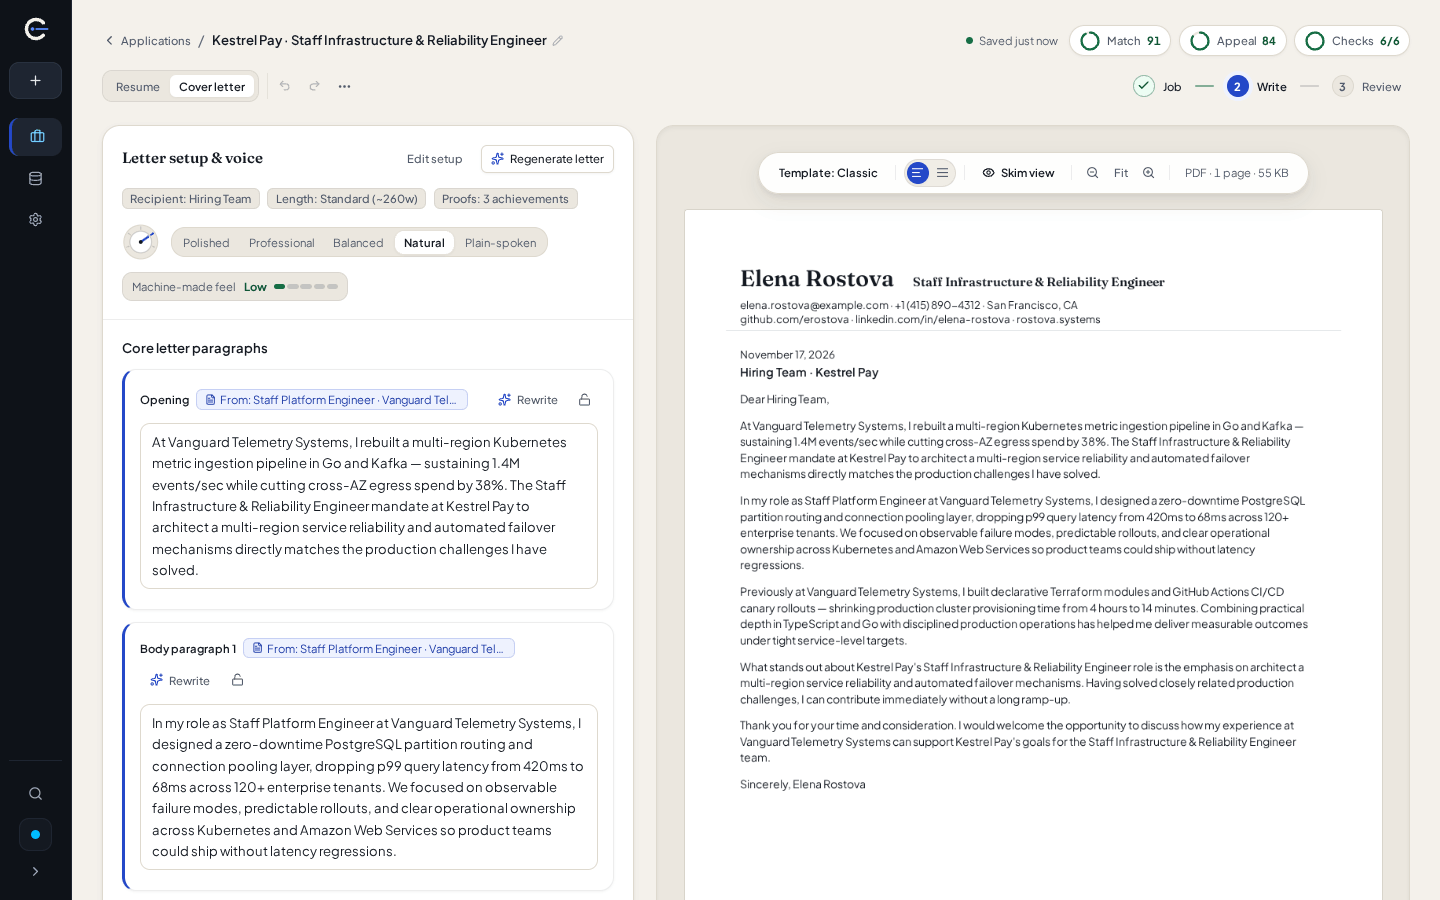 Applications / Kestrel Pay · Staff Infrastructure & Reliability Engineer
Saved just now
Match 91
Appeal 84
Checks 6/6
Resume
Cover letter
Job
2 Write
3 Review
Letter setup & voice
Edit setup
Regenerate letter
Recipient: Hiring Team
Length: Standard (~260w)
Proofs: 3 achievements
Polished
Professional
Balanced
Natural
Plain-spoken
Machine-made feel Low
Core letter paragraphs
Opening
From: Staff Platform Engineer · Vanguard Tel…
Rewrite
At Vanguard Telemetry Systems, I rebuilt a multi-region Kubernetes
metric ingestion pipeline in Go and Kafka — sustaining 1.4M
events/sec while cutting cross-AZ egress spend by 38%. The Staff
Infrastructure & Reliability Engineer mandate at Kestrel Pay to
architect a multi-region service reliability and automated failover
mechanisms directly matches the production challenges I have
solved.
Body paragraph 1
From: Staff Platform Engineer · Vanguard Tel…
Rewrite
In my role as Staff Platform Engineer at Vanguard Telemetry Systems, I
designed a zero-downtime PostgreSQL partition routing and
connection pooling layer, dropping p99 query latency from 420ms to
68ms across 120+ enterprise tenants. We focused on observable
failure modes, predictable rollouts, and clear operational ownership
across Kubernetes and Amazon Web Services so product teams
could ship without latency regressions.
Template: Classic
Skim view
Fit
PDF · 1 page · 55 KB
Elena Rostova
Staff Infrastructure & Reliability Engineer
elena.rostova@example.com · +1 (415) 890-4312 · San Francisco, CA
github.com/erostova · linkedin.com/in/elena-rostova · rostova.systems
November 17, 2026
Hiring Team · Kestrel Pay
Dear Hiring Team,
At Vanguard Telemetry Systems, I rebuilt a multi-region Kubernetes metric ingestion pipeline in Go and Kafka —
sustaining 1.4M events/sec while cutting cross-AZ egress spend by 38%. The Staff Infrastructure & Reliability
Engineer mandate at Kestrel Pay to architect a multi-region service reliability and automated failover
mechanisms directly matches the production challenges I have solved.
In my role as Staff Platform Engineer at Vanguard Telemetry Systems, I designed a zero-downtime PostgreSQL
partition routing and connection pooling layer, dropping p99 query latency from 420ms to 68ms across 120+
enterprise tenants. We focused on observable failure modes, predictable rollouts, and clear operational
ownership across Kubernetes and Amazon Web Services so product teams could ship without latency
regressions.
Previously at Vanguard Telemetry Systems, I built declarative Terraform modules and GitHub Actions CI/CD
canary rollouts — shrinking production cluster provisioning time from 4 hours to 14 minutes. Combining practical
depth in TypeScript and Go with disciplined production operations has helped me deliver measurable outcomes
under tight service-level targets.
What stands out about Kestrel Pay's Staff Infrastructure & Reliability Engineer role is the emphasis on architect a
multi-region service reliability and automated failover mechanisms. Having solved closely related production
challenges, I can contribute immediately without a long ramp-up.
Thank you for your time and consideration. I would welcome the opportunity to discuss how my experience at
Vanguard Telemetry Systems can support Kestrel Pay's goals for the Staff Infrastructure & Reliability Engineer
team.
Sincerely, Elena Rostova